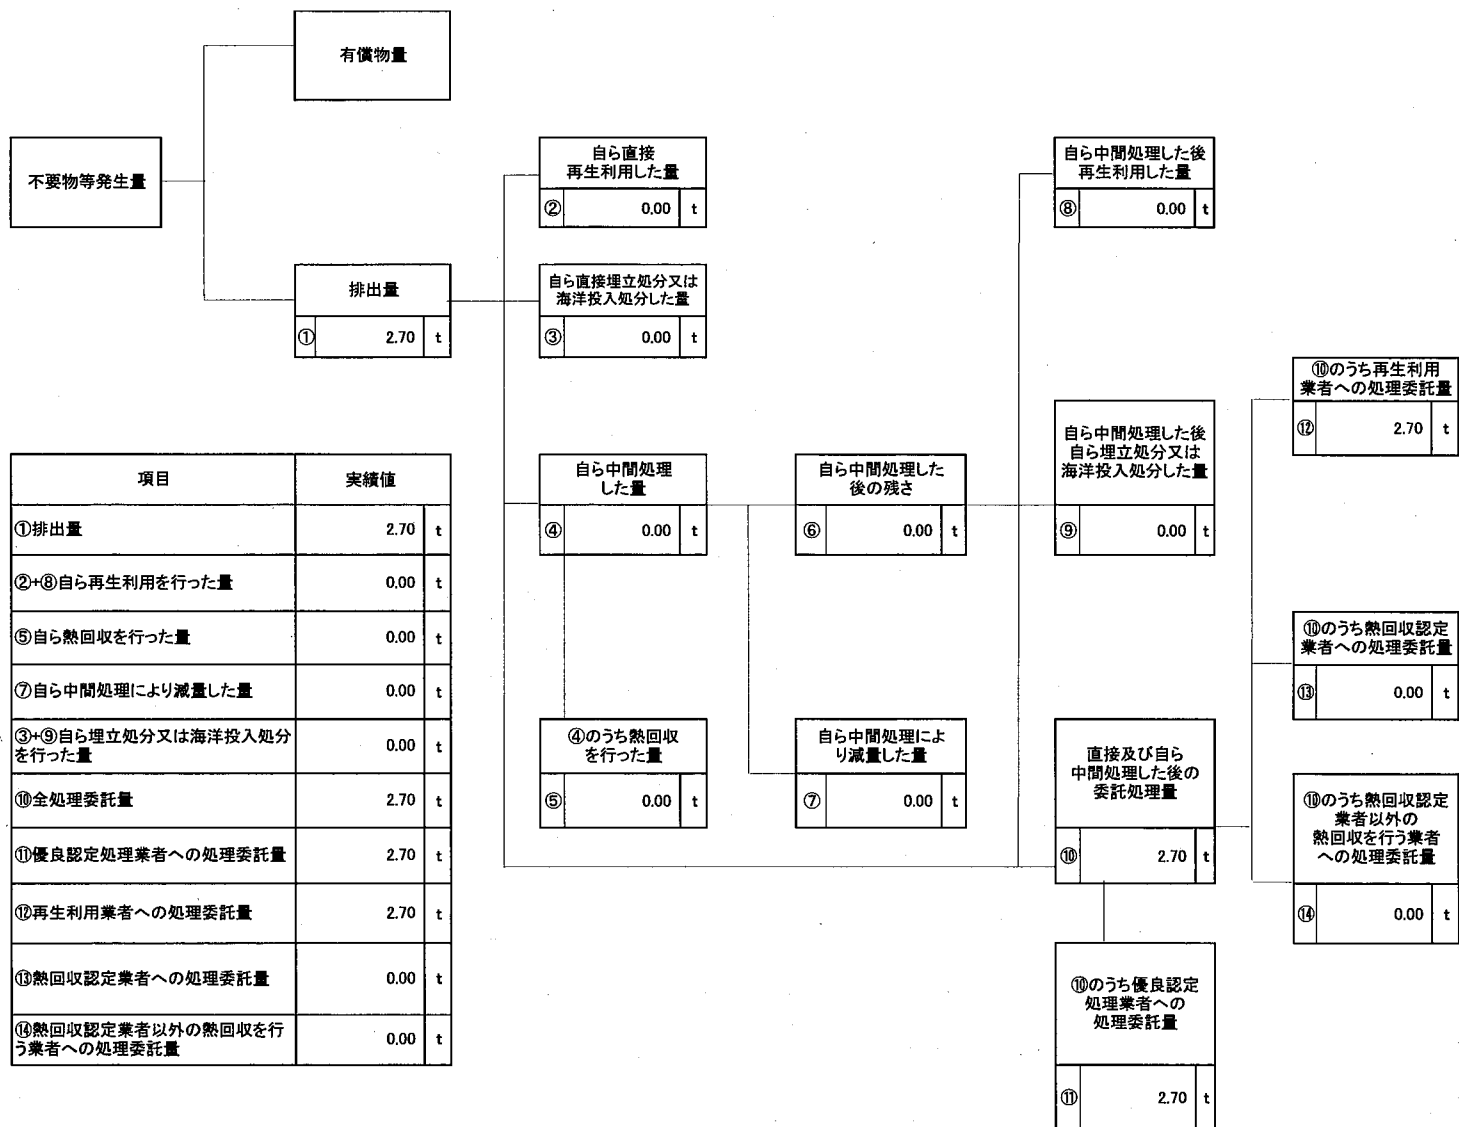 有償物量
不要物等発生量
自ら直接
再生利用した量
② 0.00 t
自ら中間処理した後
再生利用した量
⑧ 0.00 t
排出量
① 2.70 t
自ら直接埋立処分又は
海洋投入処分した量
③ 0.00 t
⑩のうち再生利用
業者への処理委託量
⑫ 2.70 t
自ら中間処理した後
自ら埋立処分又は
海洋投入処分した量
⑨ 0.00 t
自ら中間処理
した量
④ 0.00 t
自ら中間処理した
後の残さ
⑥ 0.00 t
⑩のうち熱回収認定
業者への処理委託量
⑬ 0.00 t
④のうち熱回収
を行った量
⑤ 0.00 t
自ら中間処理によ
り減量した量
⑦ 0.00 t
直接及び自ら
中間処理した後の
委託処理量
⑩ 2.70 t
⑩のうち熱回収認定
業者以外の
熱回収を行う業者
への処理委託量
⑭ 0.00 t
⑩のうち優良認定
処理業者への
処理委託量
⑪ 2.70 t
項目 実績値
①排出量 2.70 t
②+⑧自ら再生利用を行った量 0.00 t
⑤自ら熱回収を行った量 0.00 t
⑦自ら中間処理により減量した量 0.00 t
③+⑨自ら埋立処分又は海洋投入処分
を行った量 0.00 t
⑩全処理委託量 2.70 t
⑪優良認定処理業者への処理委託量 2.70 t
⑫再生利用業者への処理委託量 2.70 t
⑬熱回収認定業者への処理委託量 0.00 t
⑭熱回収認定業者以外の熱回収を行
う業者への処理委託量 0.00 t